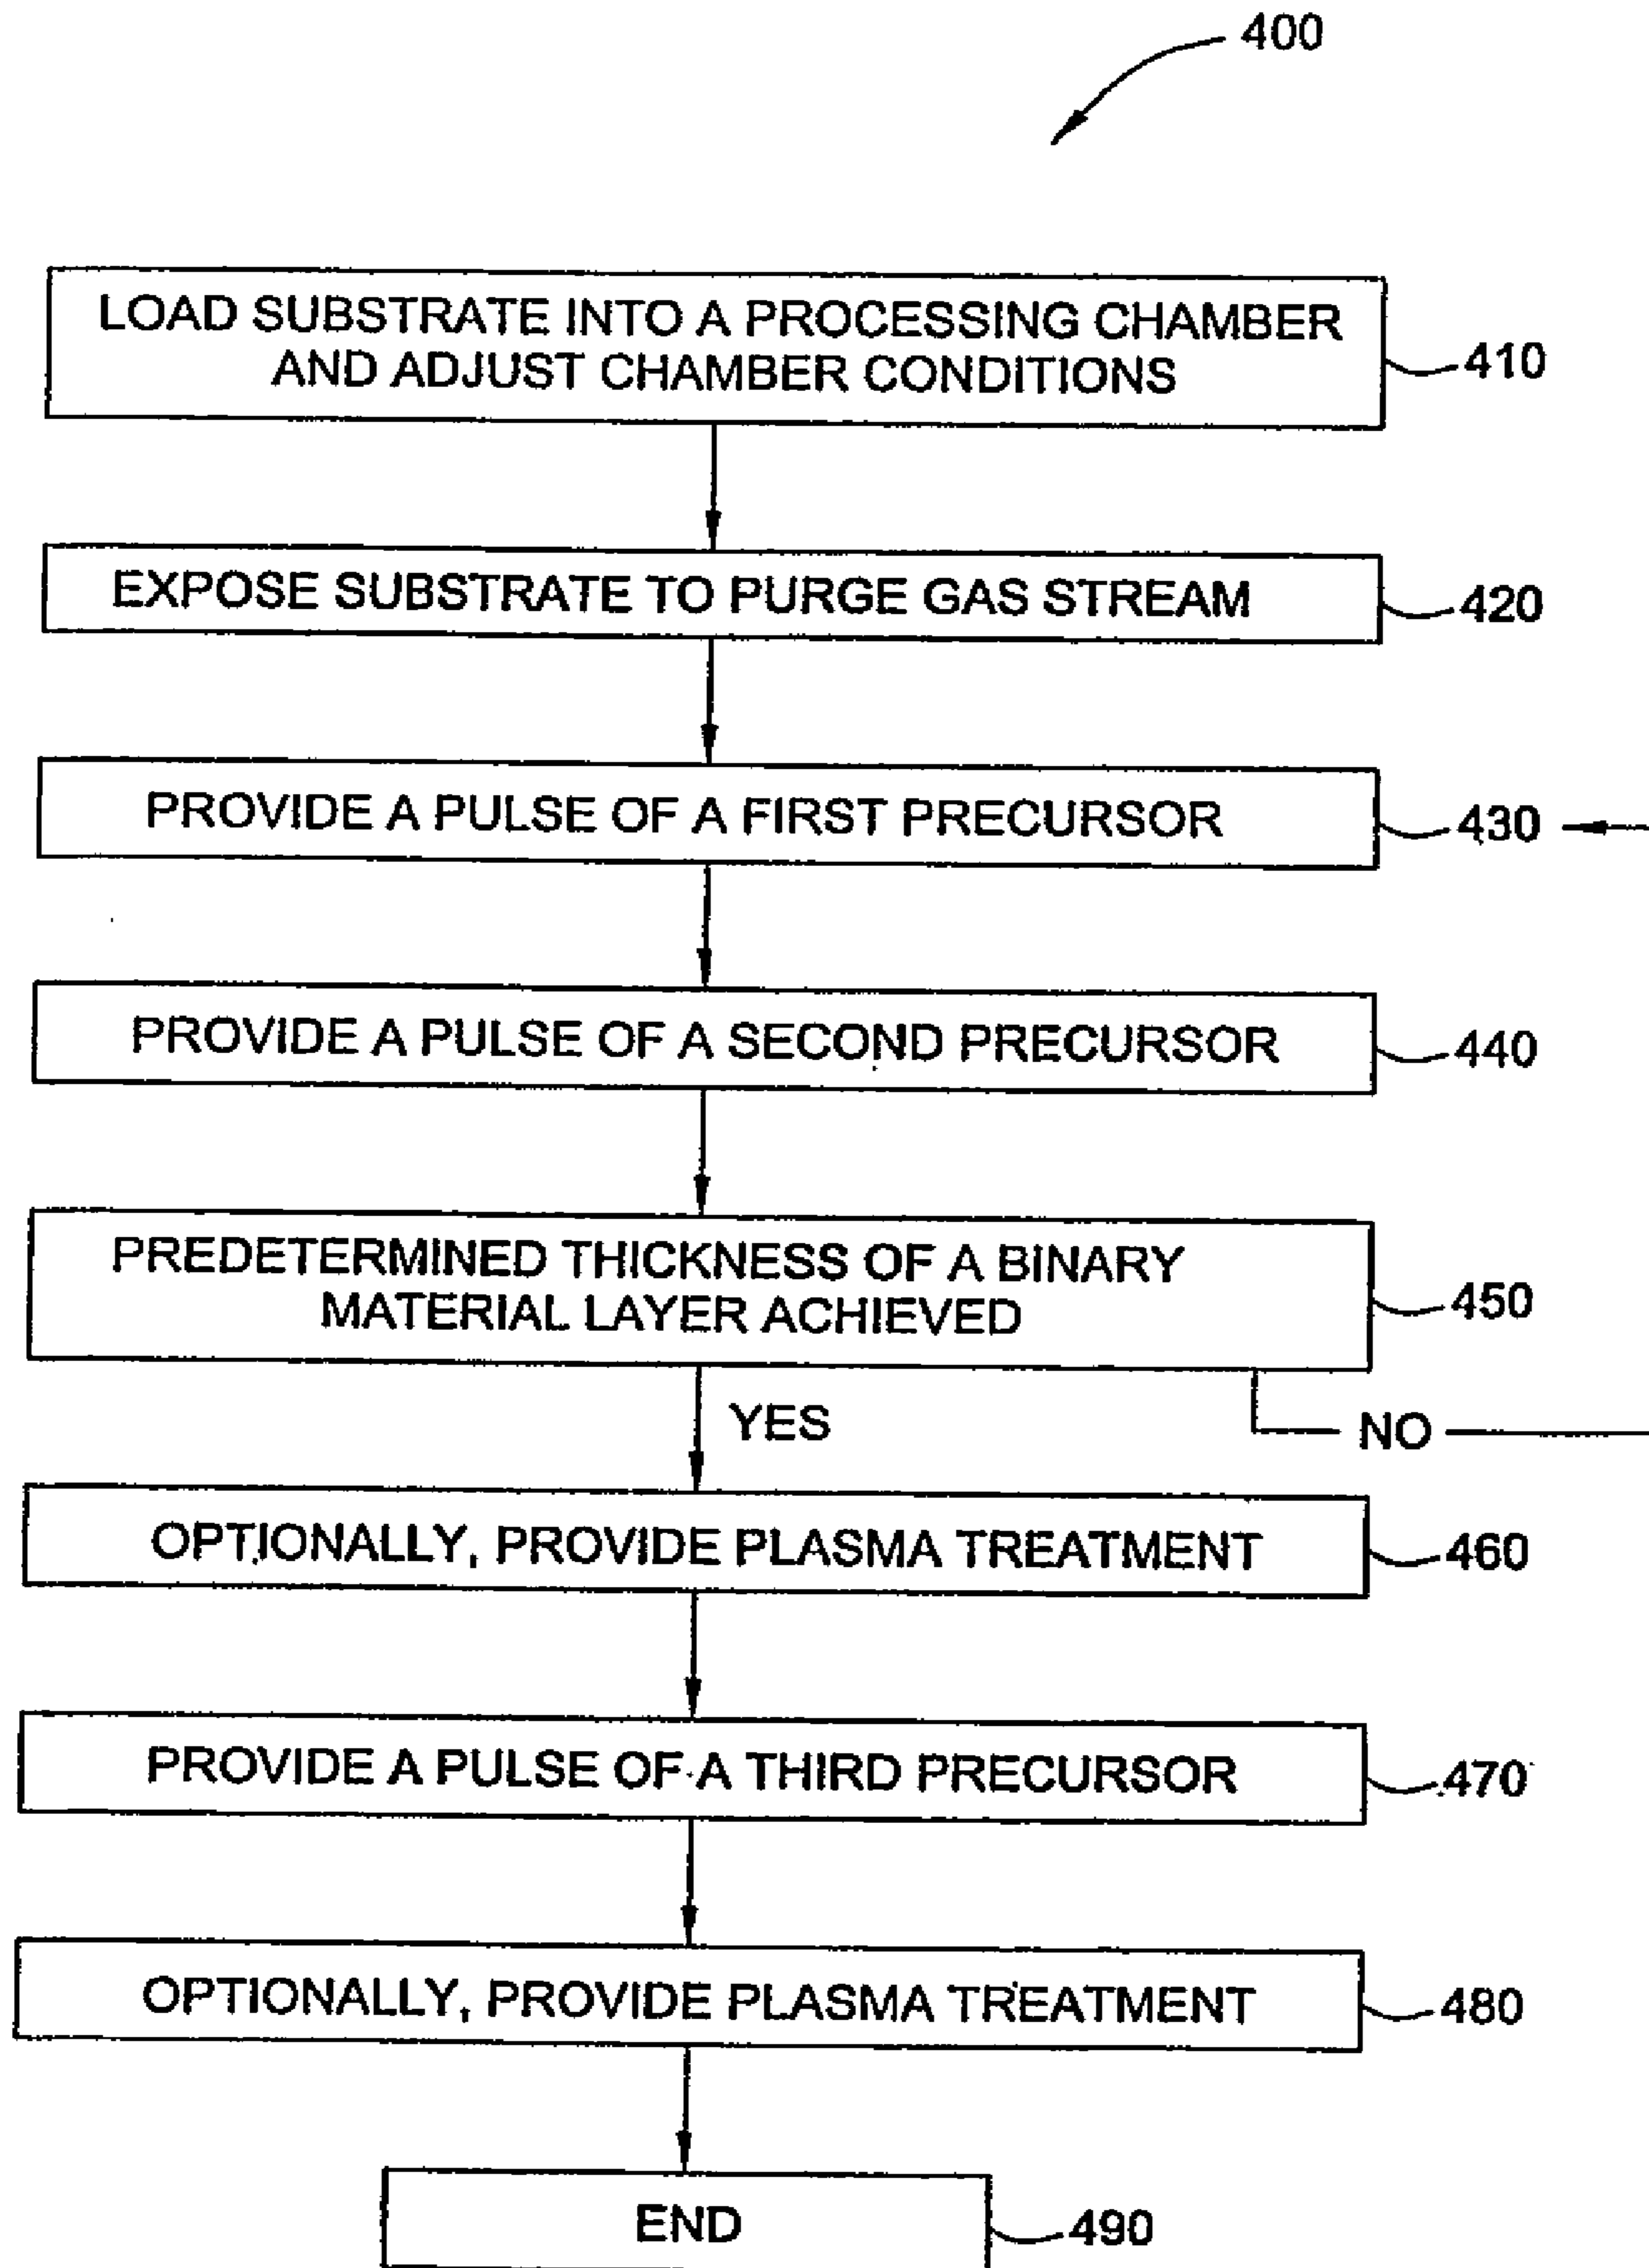 400
LOAD SUBSTRATE INTO A PROCESSING CHAMBER
AND ADJUST CHAMBER CONDITIONS
410
EXPOSE SUBSTRATE TO PURGE GAS STREAM
420
PROVIDE A PULSE OF A FIRST PRECURSOR
430
PROVIDE A PULSE OF A SECOND PRECURSOR
440
PREDETERMINED THICKNESS OF A BINARY
MATERIAL LAYER ACHIEVED
450
YES
NO
OPTIONALLY, PROVIDE PLASMA TREATMENT
460
PROVIDE A PULSE OF A THIRD PRECURSOR
470
OPTIONALLY, PROVIDE PLASMA TREATMENT
480
END
490